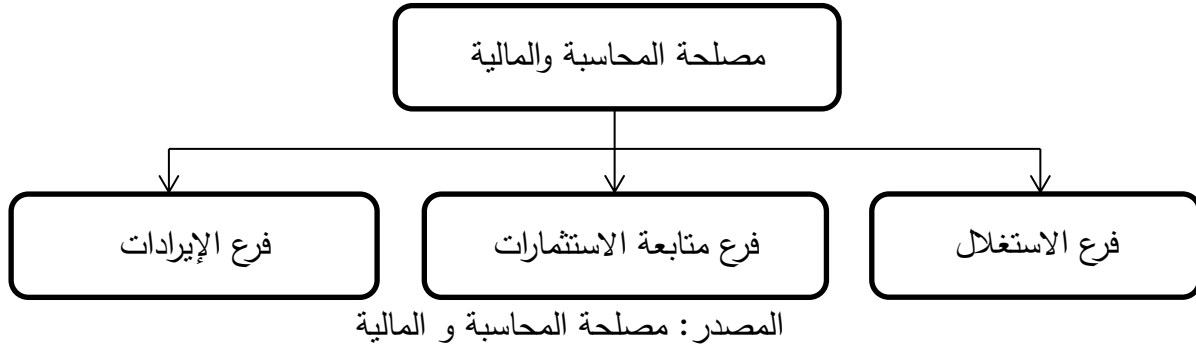 مصلحة المحاسبة والمالية
فرع الاستغلال
فرع متابعة الاستثمارات
فرع الإيرادات
المصدر : مصلحة المحاسبة و المالية